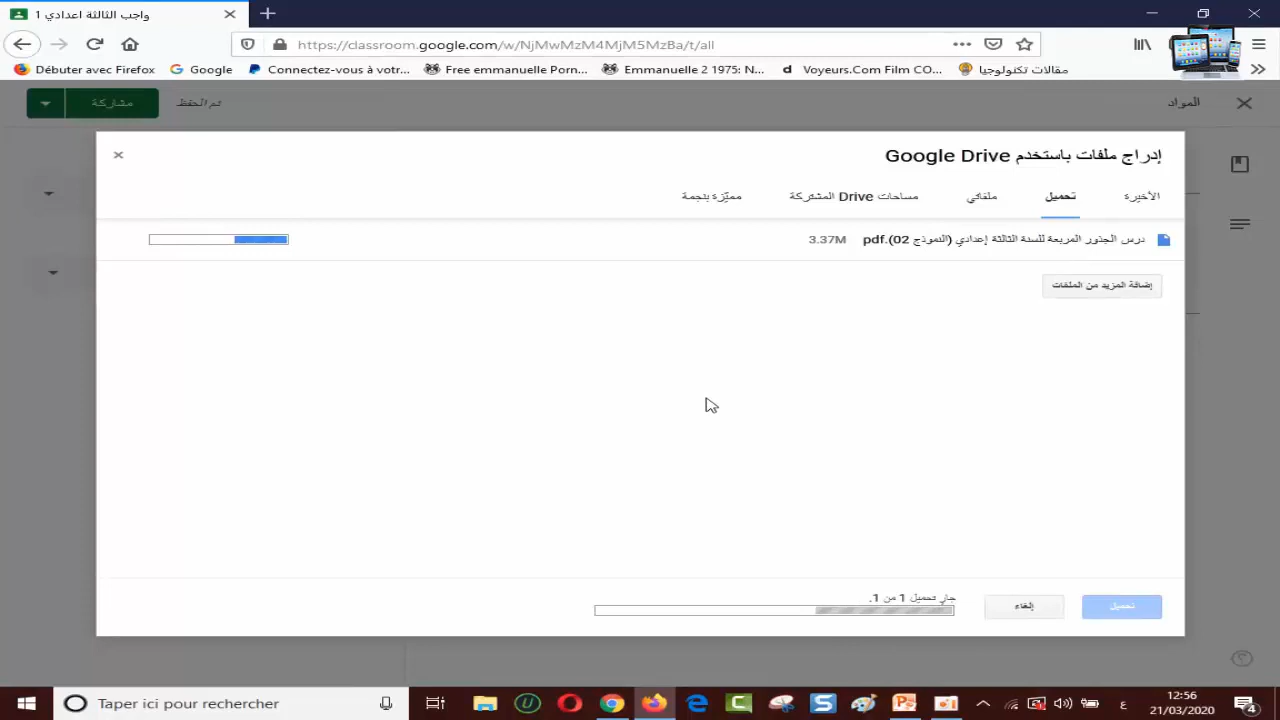 واجب الثالثة اعدادي 1
https://classroom.google.com/w/NjMwMzM4MjM5MzBa/t/all
Débuter avec Firefox
Google
Connectez-vous à votr...
Free entm... elle Porn...
Emmanuelle 2 1975: N...
Voyeurs.Com Film CO...
مقالات تكنولوجيا
المواد
تم الحفظ
مشاركة
إدراج ملفات باستخدم Google Drive
الأخيرة
تحميل
ملفاتي
مساحات Drive المشتركة
مميّزة بنجمة
درس الجذور المربعة للسنة الثالثة إعدادي (النموذج 02).pdf
3.37M
إضافة المزيد من الملفات
جارٍ تحميل 1 من 1.
تحميل
إلغاء
Taper ici pour rechercher
ع
12:56
21/03/2020
4